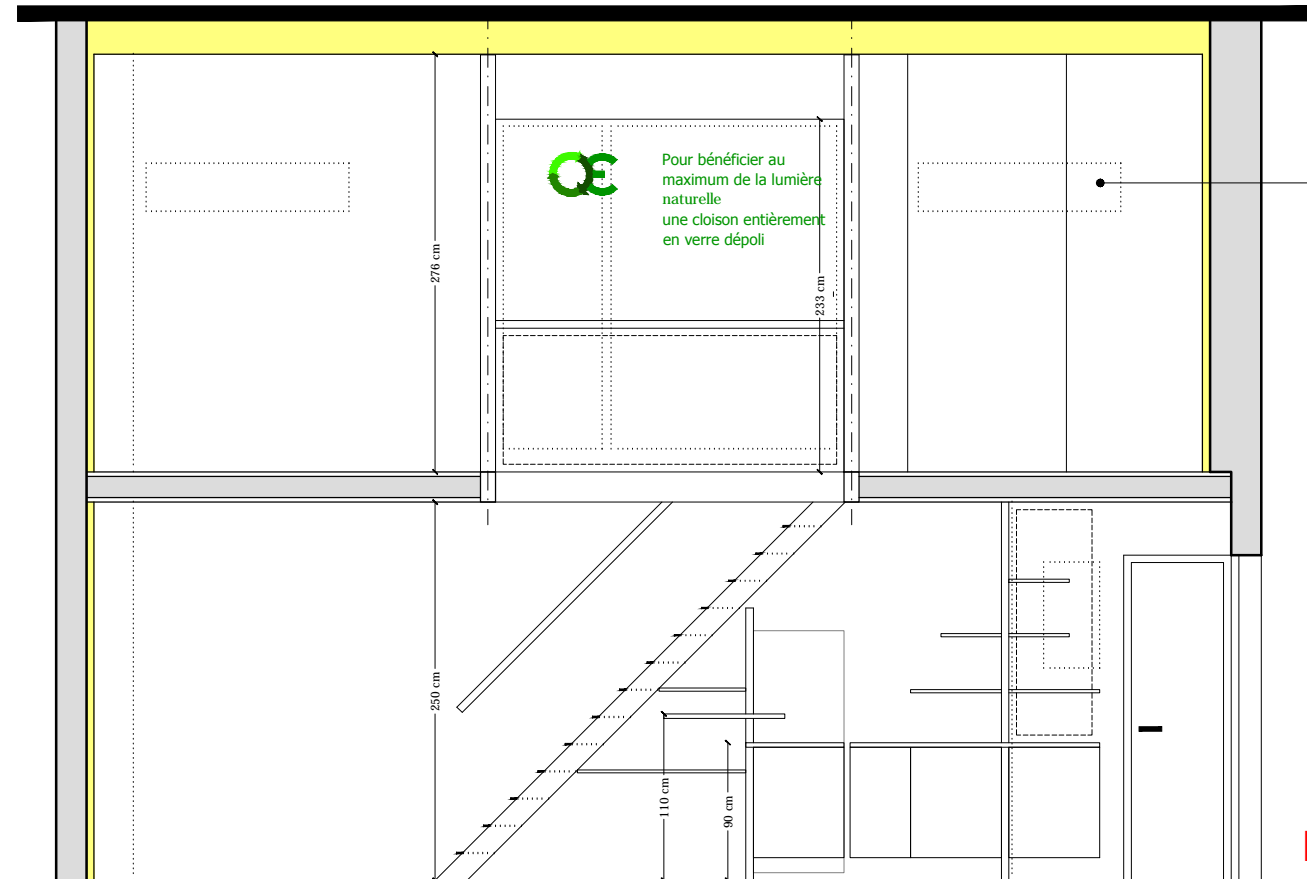 Pour bénéficier au
maximum de la lumière
naturelle
une cloison entièrement
en verre dépoli
276 cm
233 cm
250 cm
110 cm
90 cm